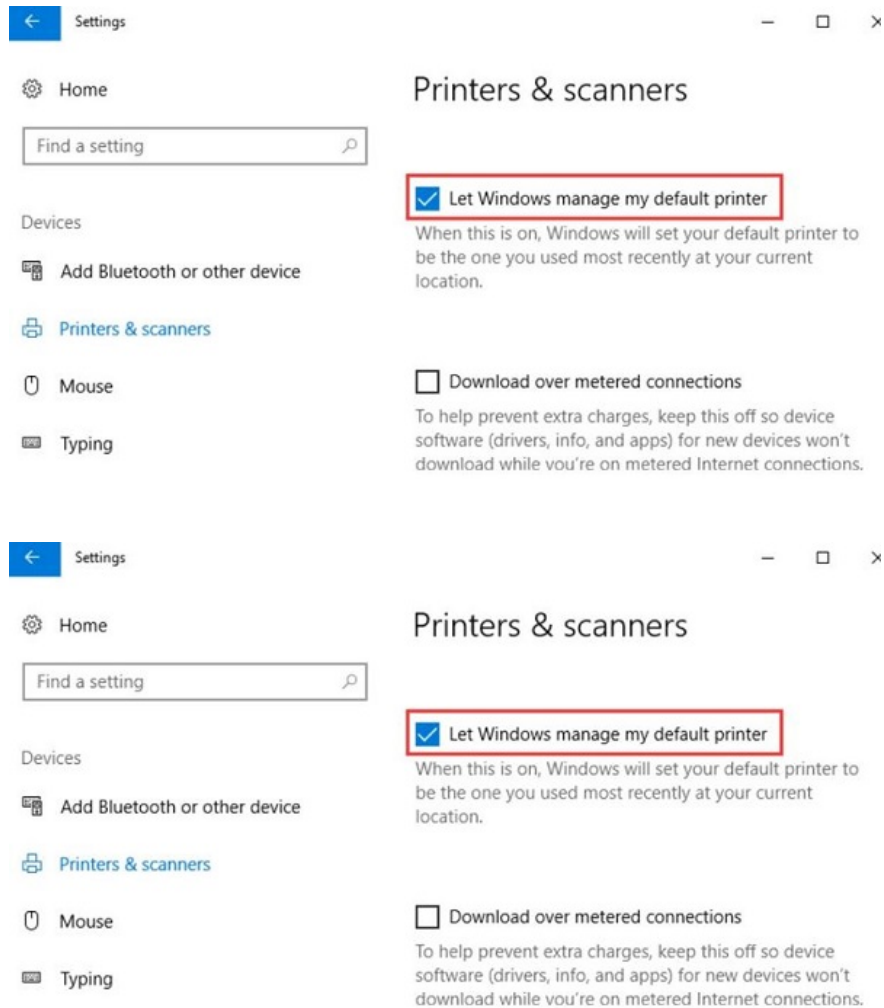 Settings
Home
Printers & scanners
Find a setting
Let Windows manage my default printer
When this is on, Windows will set your default printer to
be the one you used most recently at your current
location.
Devices
Add Bluetooth or other device
Printers & scanners
Mouse
Typing
Download over metered connections
To help prevent extra charges, keep this off so device
software (drivers, info, and apps) for new devices won't
download while you're on metered Internet connections.
Settings
Home
Printers & scanners
Find a setting
Let Windows manage my default printer
When this is on, Windows will set your default printer to
be the one you used most recently at your current
location.
Devices
Add Bluetooth or other device
Printers & scanners
Mouse
Typing
Download over metered connections
To help prevent extra charges, keep this off so device
software (drivers, info, and apps) for new devices won't
download while you're on metered Internet connections.